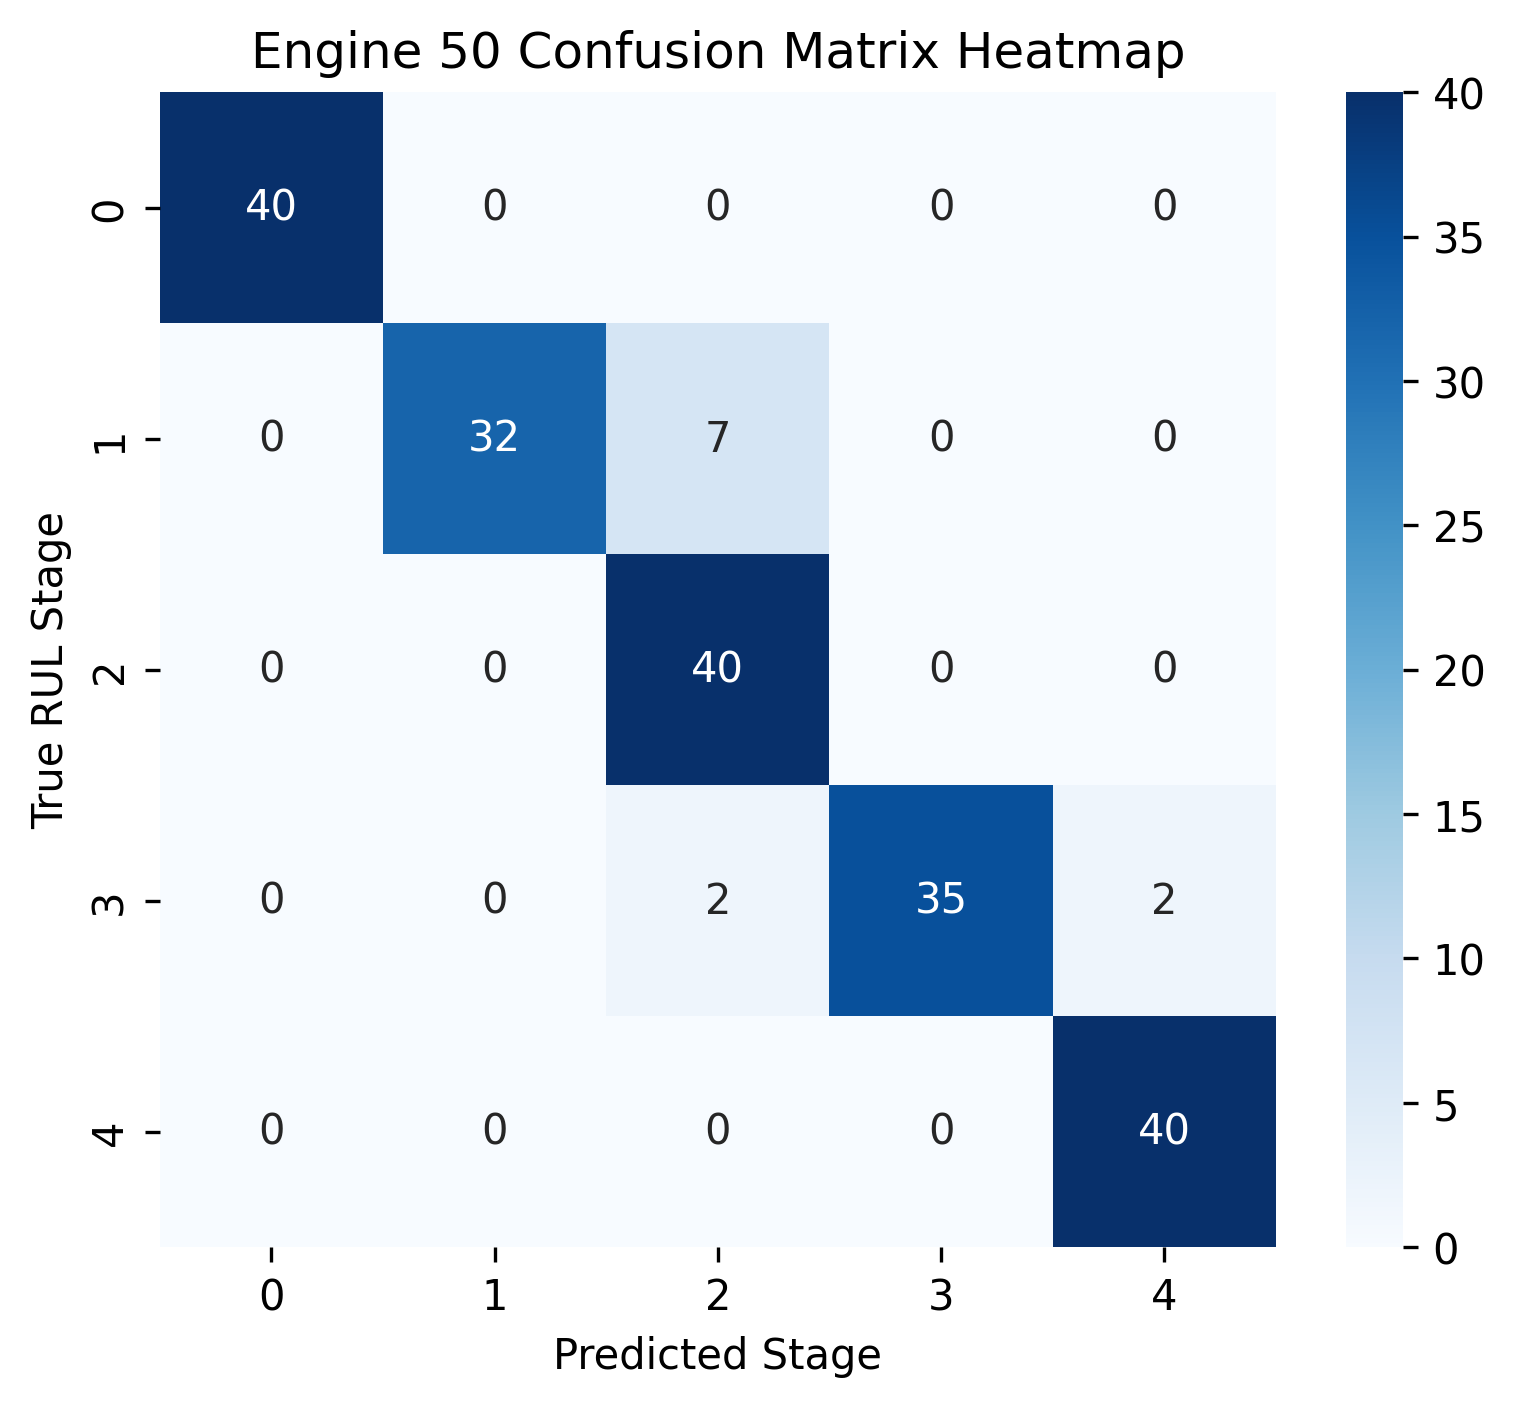 Engine 50 Confusion Matrix Heatmap
True RUL Stage
0 40 0 0 0 0
1 0 32 7 0 0
2 0 0 40 0 0
3 0 0 2 35 2
4 0 0 0 0 40
0 1 2 3 4
Predicted Stage
40
35
30
25
20
15
10
5
0